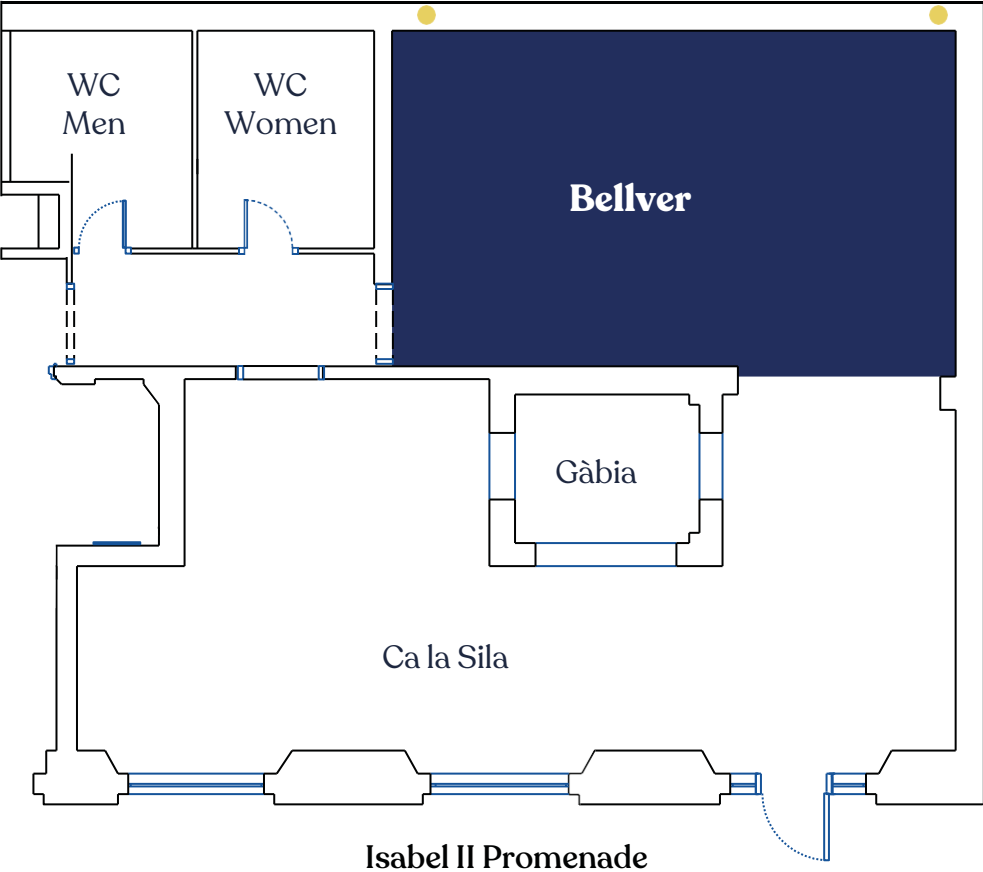 WC
Men
WC
Women
Bellver
Gàbia
Ca la Sila
Isabel II Promenade